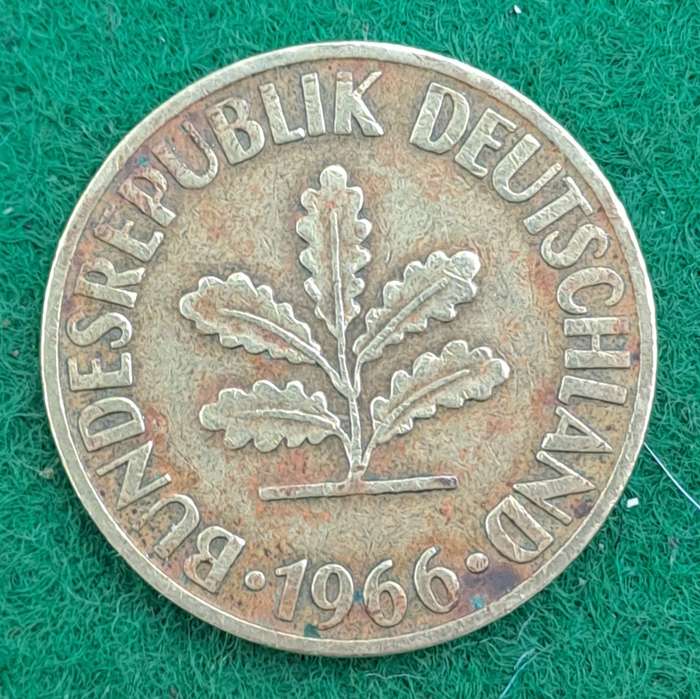 BUNDESREPUBLIK DEUTSCHLAND
· 1966 ·